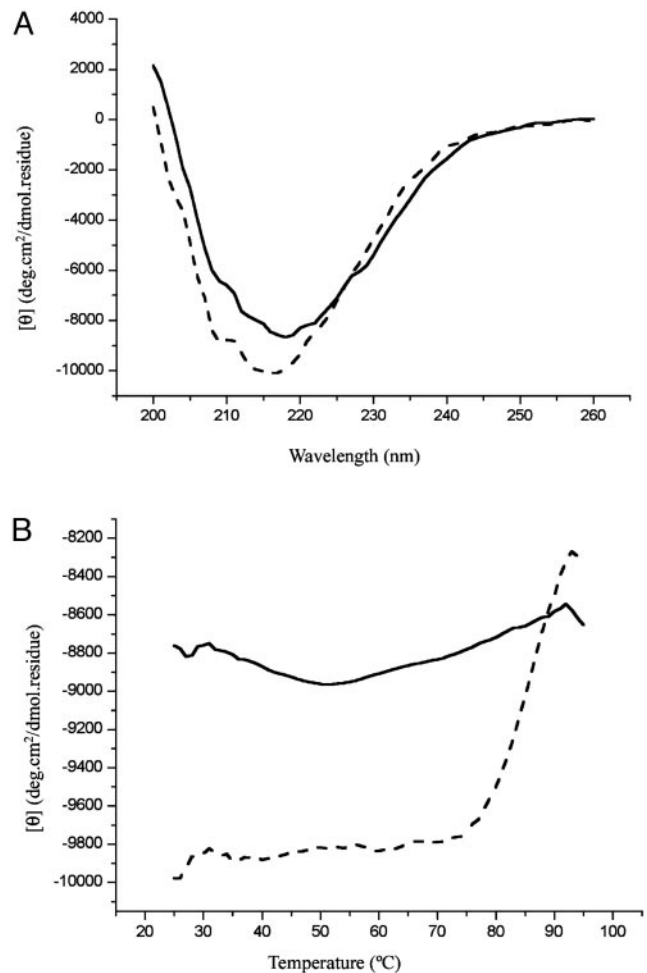 A
4000
2000
0
-2000
-4000
-6000
-8000
-10000
[θ] (deg.cm²/dmol.residue)
200 210 220 230 240 250 260
Wavelength (nm)
B
-8200
-8400
-8600
-8800
-9000
-9200
-9400
-9600
-9800
-10000
[θ] (deg.cm²/dmol.residue)
20 30 40 50 60 70 80 90 100
Temperature (ºC)